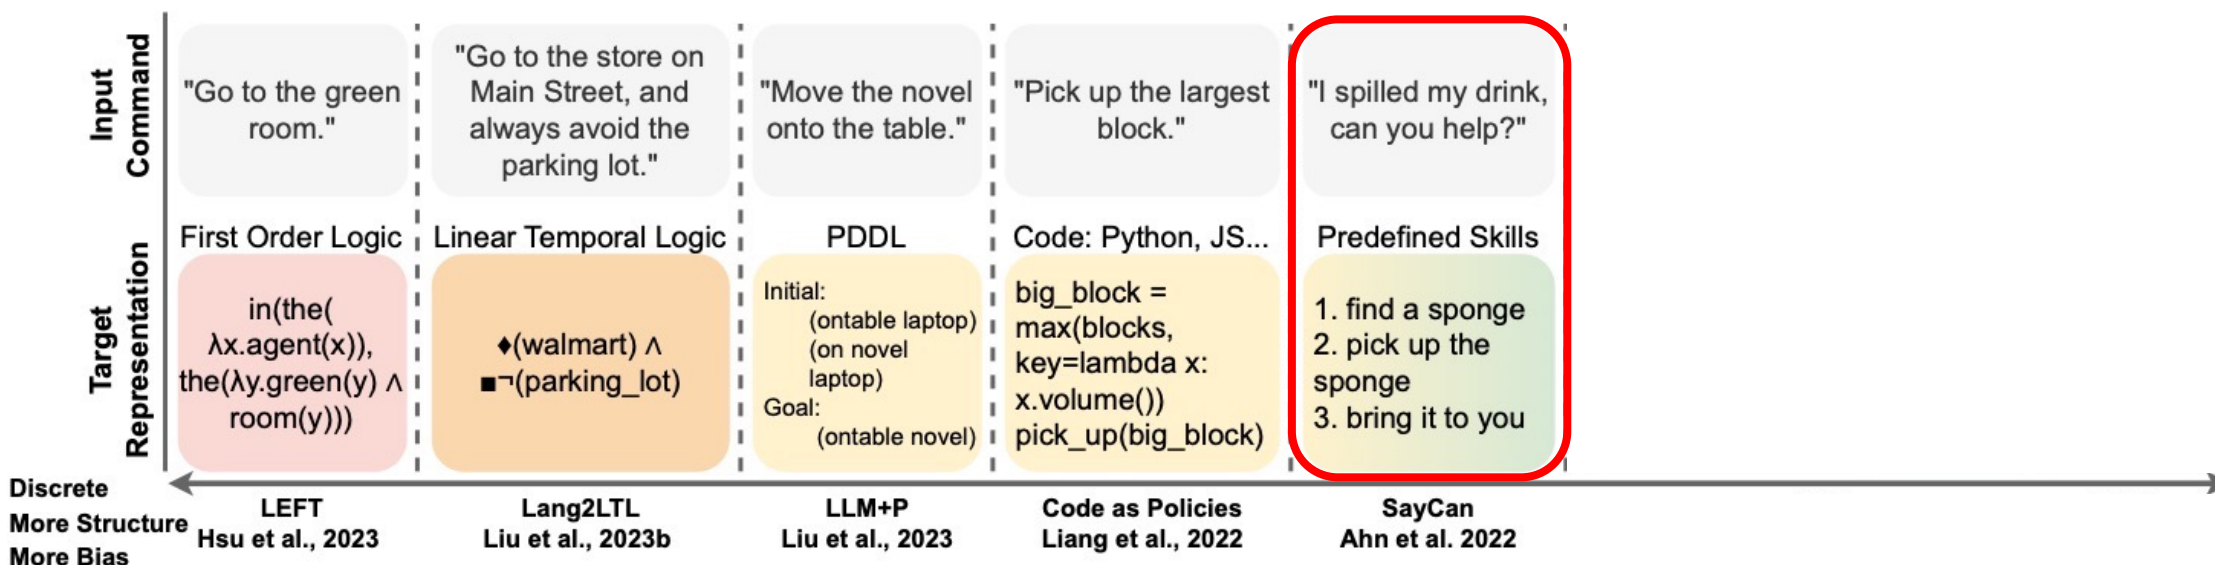 Input
Command
"Go to the green
room."
"Go to the store on
Main Street, and
always avoid the
parking lot."
"Move the novel
onto the table."
"Pick up the largest
block."
"I spilled my drink,
can you help?"
Target
Representation
First Order Logic
in(the(
λx.agent(x)),
the(λy.green(y) ∧
room(y)))
Linear Temporal Logic
♦(walmart) ∧
■¬(parking_lot)
PDDL
Initial:
(ontable laptop)
(on novel
laptop)
Goal:
(ontable novel)
Code: Python, JS...
big_block =
max(blocks,
key=lambda x:
x.volume())
pick_up(big_block)
Predefined Skills
1. find a sponge
2. pick up the
sponge
3. bring it to you
Discrete
More Structure
More Bias
LEFT
Hsu et al., 2023
Lang2LTL
Liu et al., 2023b
LLM+P
Liu et al., 2023
Code as Policies
Liang et al., 2022
SayCan
Ahn et al. 2022